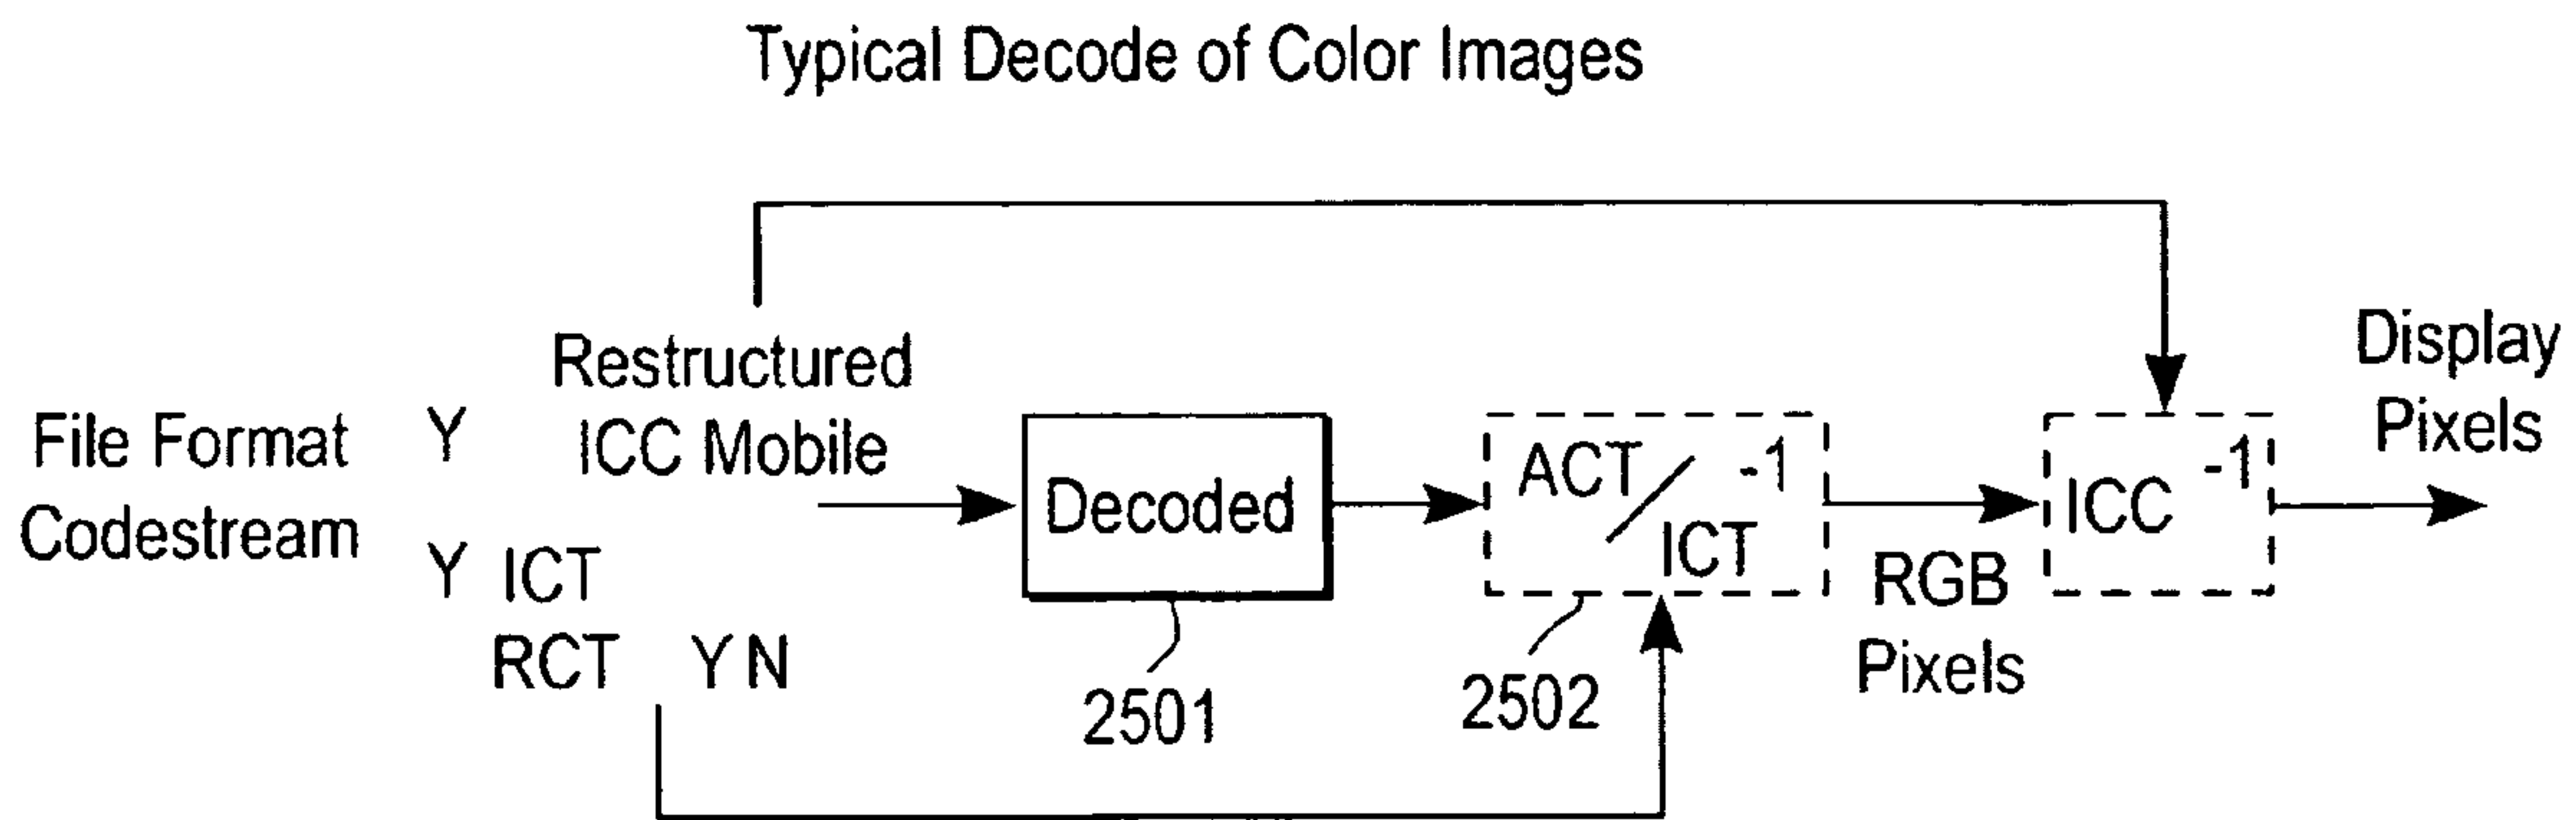 Typical Decode of Color Images
File Format
Codestream
Y
Y
Restructured
ICC Mobile
ICT
RCT
Y N
Decoded
2501
ACT/ICT -1
2502
RGB
Pixels
ICC -1
Display
Pixels